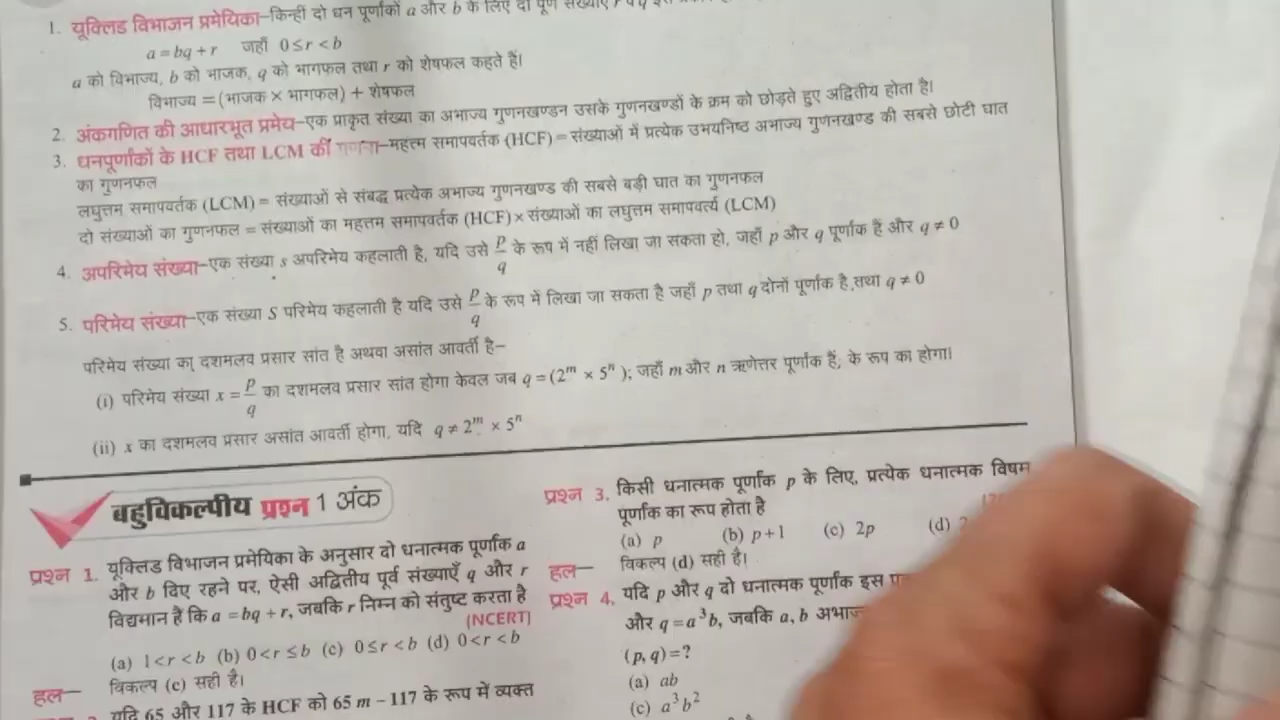 1. यूक्लिड विभाजन प्रमेयिका–किन्हीं दो धन पूर्णांकों a और b के लिए दो पूर्ण संख्याएँ r
a = bq + r जहाँ 0 ≤ r < b
a को विभाज्य, b को भाजक, q को भागफल तथा r को शेषफल कहते हैं।
विभाज्य = (भाजक × भागफल) + शेषफल
2. अंकगणित की आधारभूत प्रमेय–एक प्राकृत संख्या का अभाज्य गुणनखण्डन उसके गुणनखण्डों के क्रम को छोड़ते हुए अद्वितीय होता है।
3. धनपूर्णांकों के HCF तथा LCM की गणना–महत्तम समापवर्तक (HCF) = संख्याओं में प्रत्येक उभयनिष्ठ अभाज्य गुणनखण्ड की सबसे छोटी घात
का गुणनफल
लघुत्तम समापवर्तक (LCM) = संख्याओं से संबद्ध प्रत्येक अभाज्य गुणनखण्ड की सबसे बड़ी घात का गुणनफल
दो संख्याओं का गुणनफल = संख्याओं का महत्तम समापवर्तक (HCF) × संख्याओं का लघुत्तम समापवर्त्य (LCM)
4. अपरिमेय संख्या–एक संख्या s अपरिमेय कहलाती है, यदि उसे p/q के रूप में नहीं लिखा जा सकता हो, जहाँ p और q पूर्णांक हैं और q ≠ 0
5. परिमेय संख्या–एक संख्या S परिमेय कहलाती है यदि उसे p/q के रूप में लिखा जा सकता है जहाँ p तथा q दोनों पूर्णांक है, तथा q ≠ 0
परिमेय संख्या का दशमलव प्रसार सांत है अथवा असांत आवर्ती है–
(i) परिमेय संख्या x = p/q का दशमलव प्रसार सांत होगा केवल जब q = (2^m × 5^n); जहाँ m और n ऋणेत्तर पूर्णांक हैं; के रूप का होगा।
(ii) x का दशमलव प्रसार असांत आवर्ती होगा, यदि q ≠ 2^m × 5^n
बहुविकल्पीय प्रश्न 1 अंक
प्रश्न 1. यूक्लिड विभाजन प्रमेयिका के अनुसार दो धनात्मक पूर्णांक a
और b दिए रहने पर, ऐसी अद्वितीय पूर्व संख्याएँ q और r
विद्यमान हैं कि a = bq + r, जबकि r निम्न को संतुष्ट करता है
(NCERT)
(a) 1 < r < b (b) 0 < r ≤ b (c) 0 ≤ r < b (d) 0 < r < b
हल— विकल्प (c) सही है।
यदि 65 और 117 के HCF को 65 m – 117 के रूप में व्यक्त
प्रश्न 3. किसी धनात्मक पूर्णांक p के लिए, प्रत्येक धनात्मक विषम
पूर्णांक का रूप होता है
(a) p (b) p + 1 (c) 2p (d) 2
हल— विकल्प (d) सही है।
प्रश्न 4. यदि p और q दो धनात्मक पूर्णांक इस
और q = a³b, जबकि a, b
(p, q) = ?
(a) ab
(c) a³b²